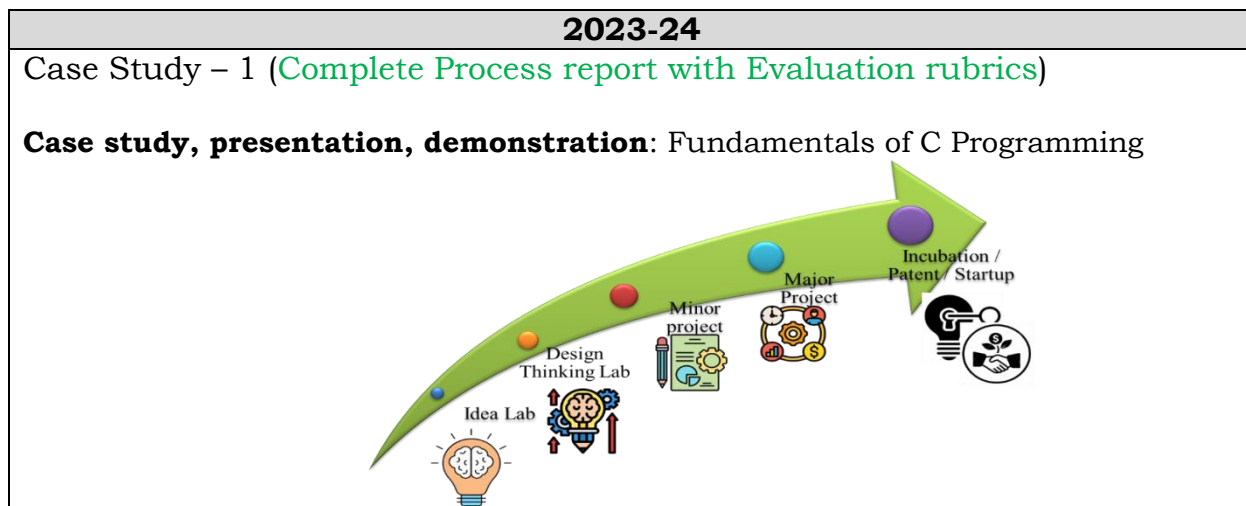 2023-24
Case Study – 1 (Complete Process report with Evaluation rubrics)
Case study, presentation, demonstration: Fundamentals of C Programming
Idea Lab
Design
Thinking Lab
Minor
project
Major
Project
Incubation /
Patent / Startup